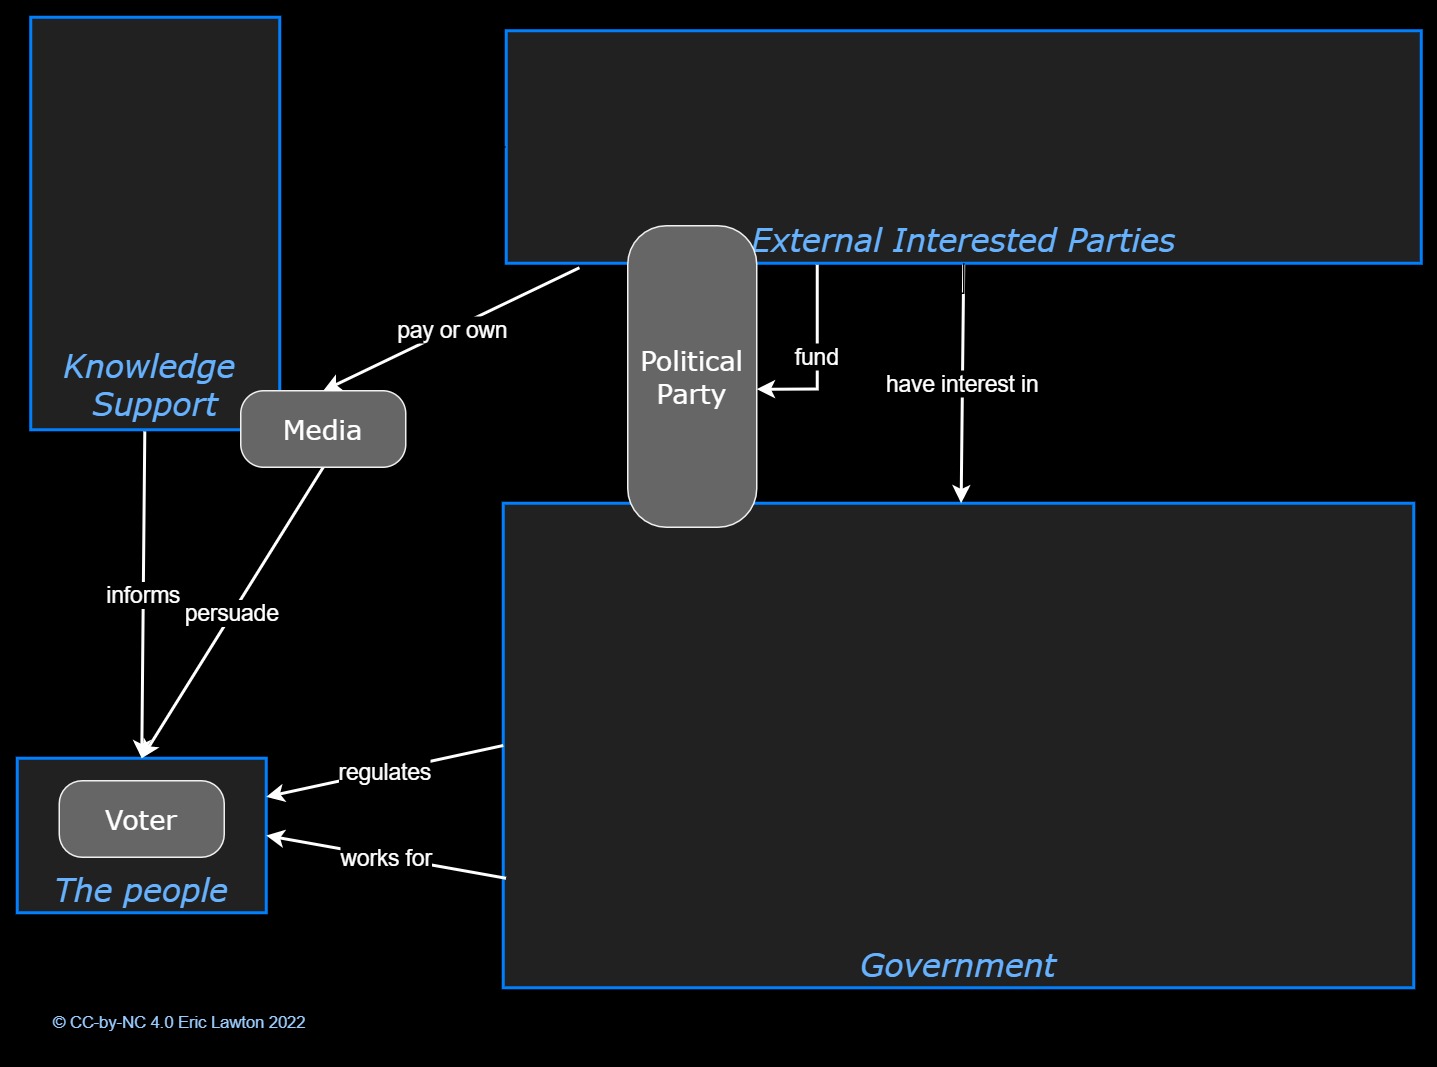 External Interested Parties
pay or own
Political
Party
fund
have interest in
Knowledge
Support
Media
informs
persuade
regulates
Voter
works for
The people
Government
© CC-by-NC 4.0 Eric Lawton 2022